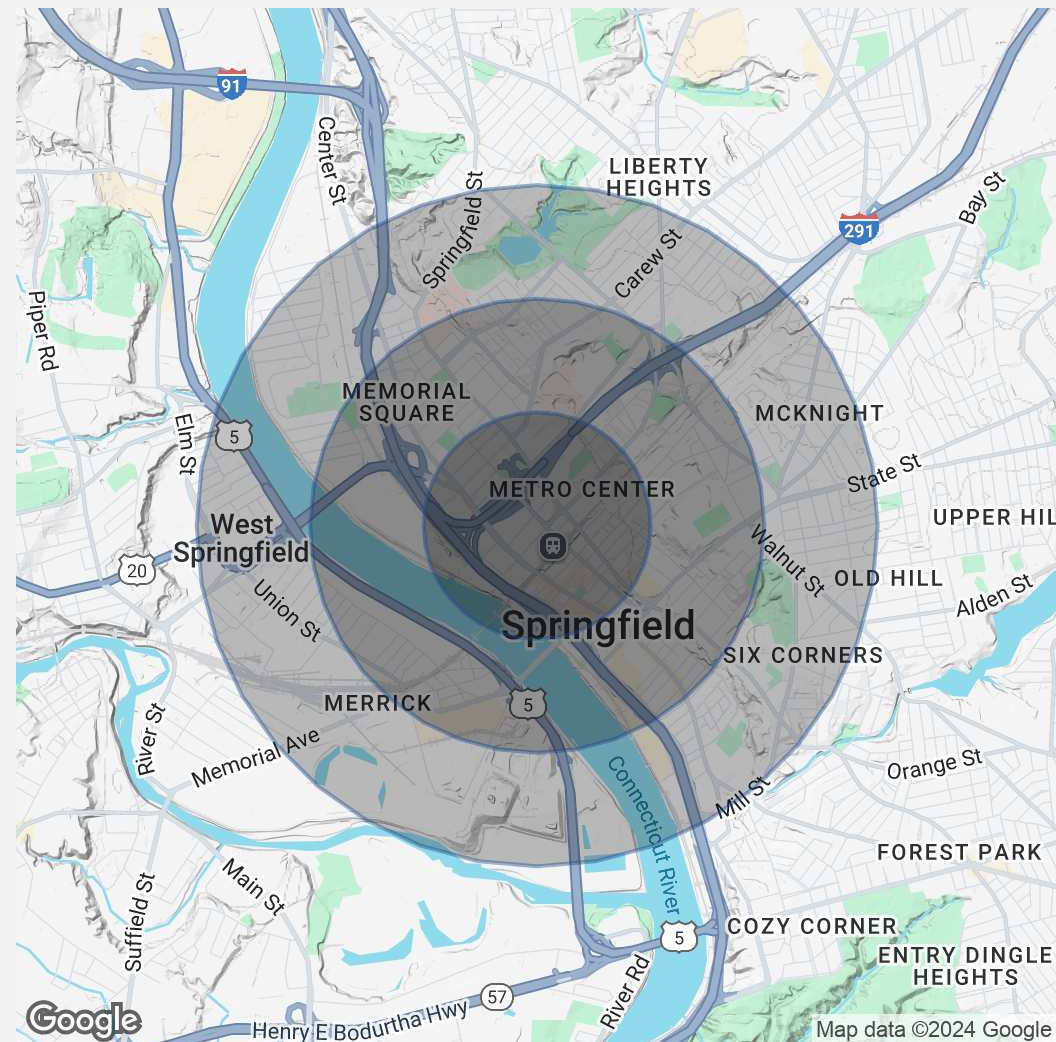 91
Center St
LIBERTY
HEIGHTS
Springfield St
Bay St
291
Carew St
Piper Rd
MEMORIAL
SQUARE
MCKNIGHT
Elm St
5
State St
METRO CENTER
West
Springfield
UPPER HIL
Walnut St
20
OLD HILL
Union St
Alden St
Springfield
SIX CORNERS
MERRICK
5
River St
Memorial Ave
Orange St
Connecticut River
Mill St
FOREST PARK
Main St
Suffield St
COZY CORNER
5
ENTRY DINGLE
HEIGHTS
River Rd
57
Henry E Bodurtha Hwy
Google
Map data ©2024 Google